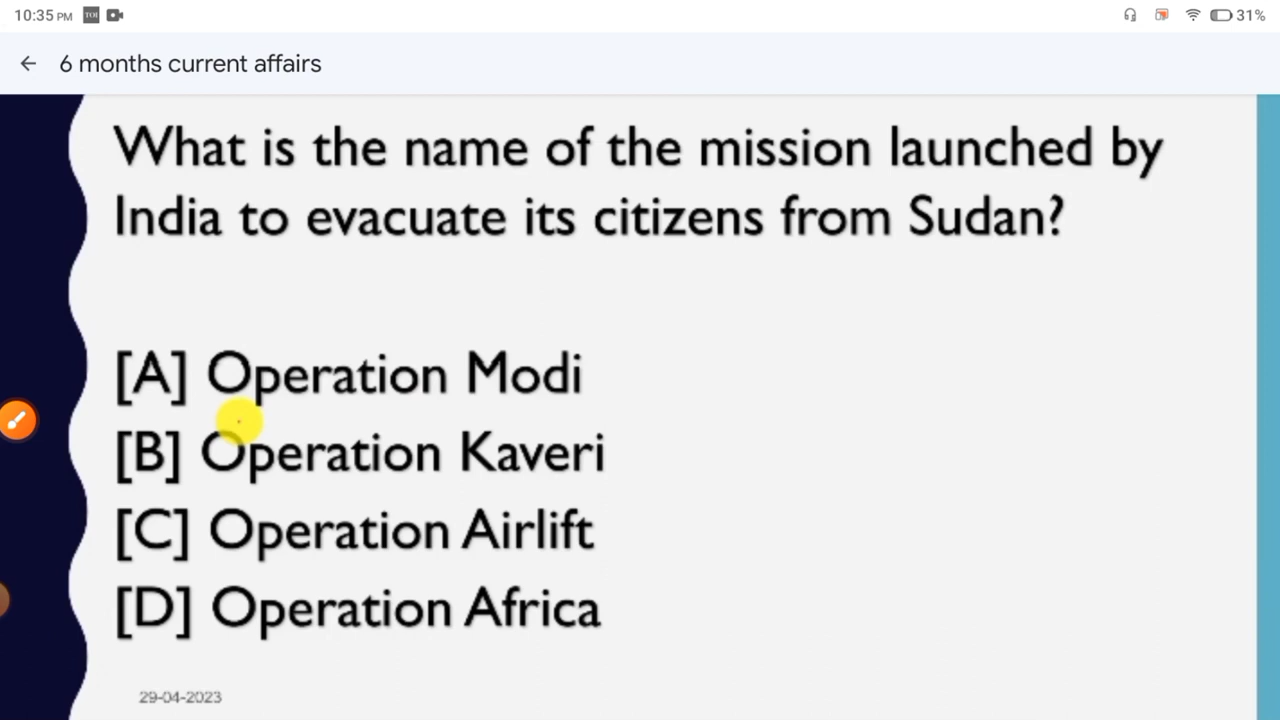 10:35 PM TOI 31%
6 months current affairs
What is the name of the mission launched by
India to evacuate its citizens from Sudan?
[A] Operation Modi
[B] Operation Kaveri
[C] Operation Airlift
[D] Operation Africa
29-04-2023